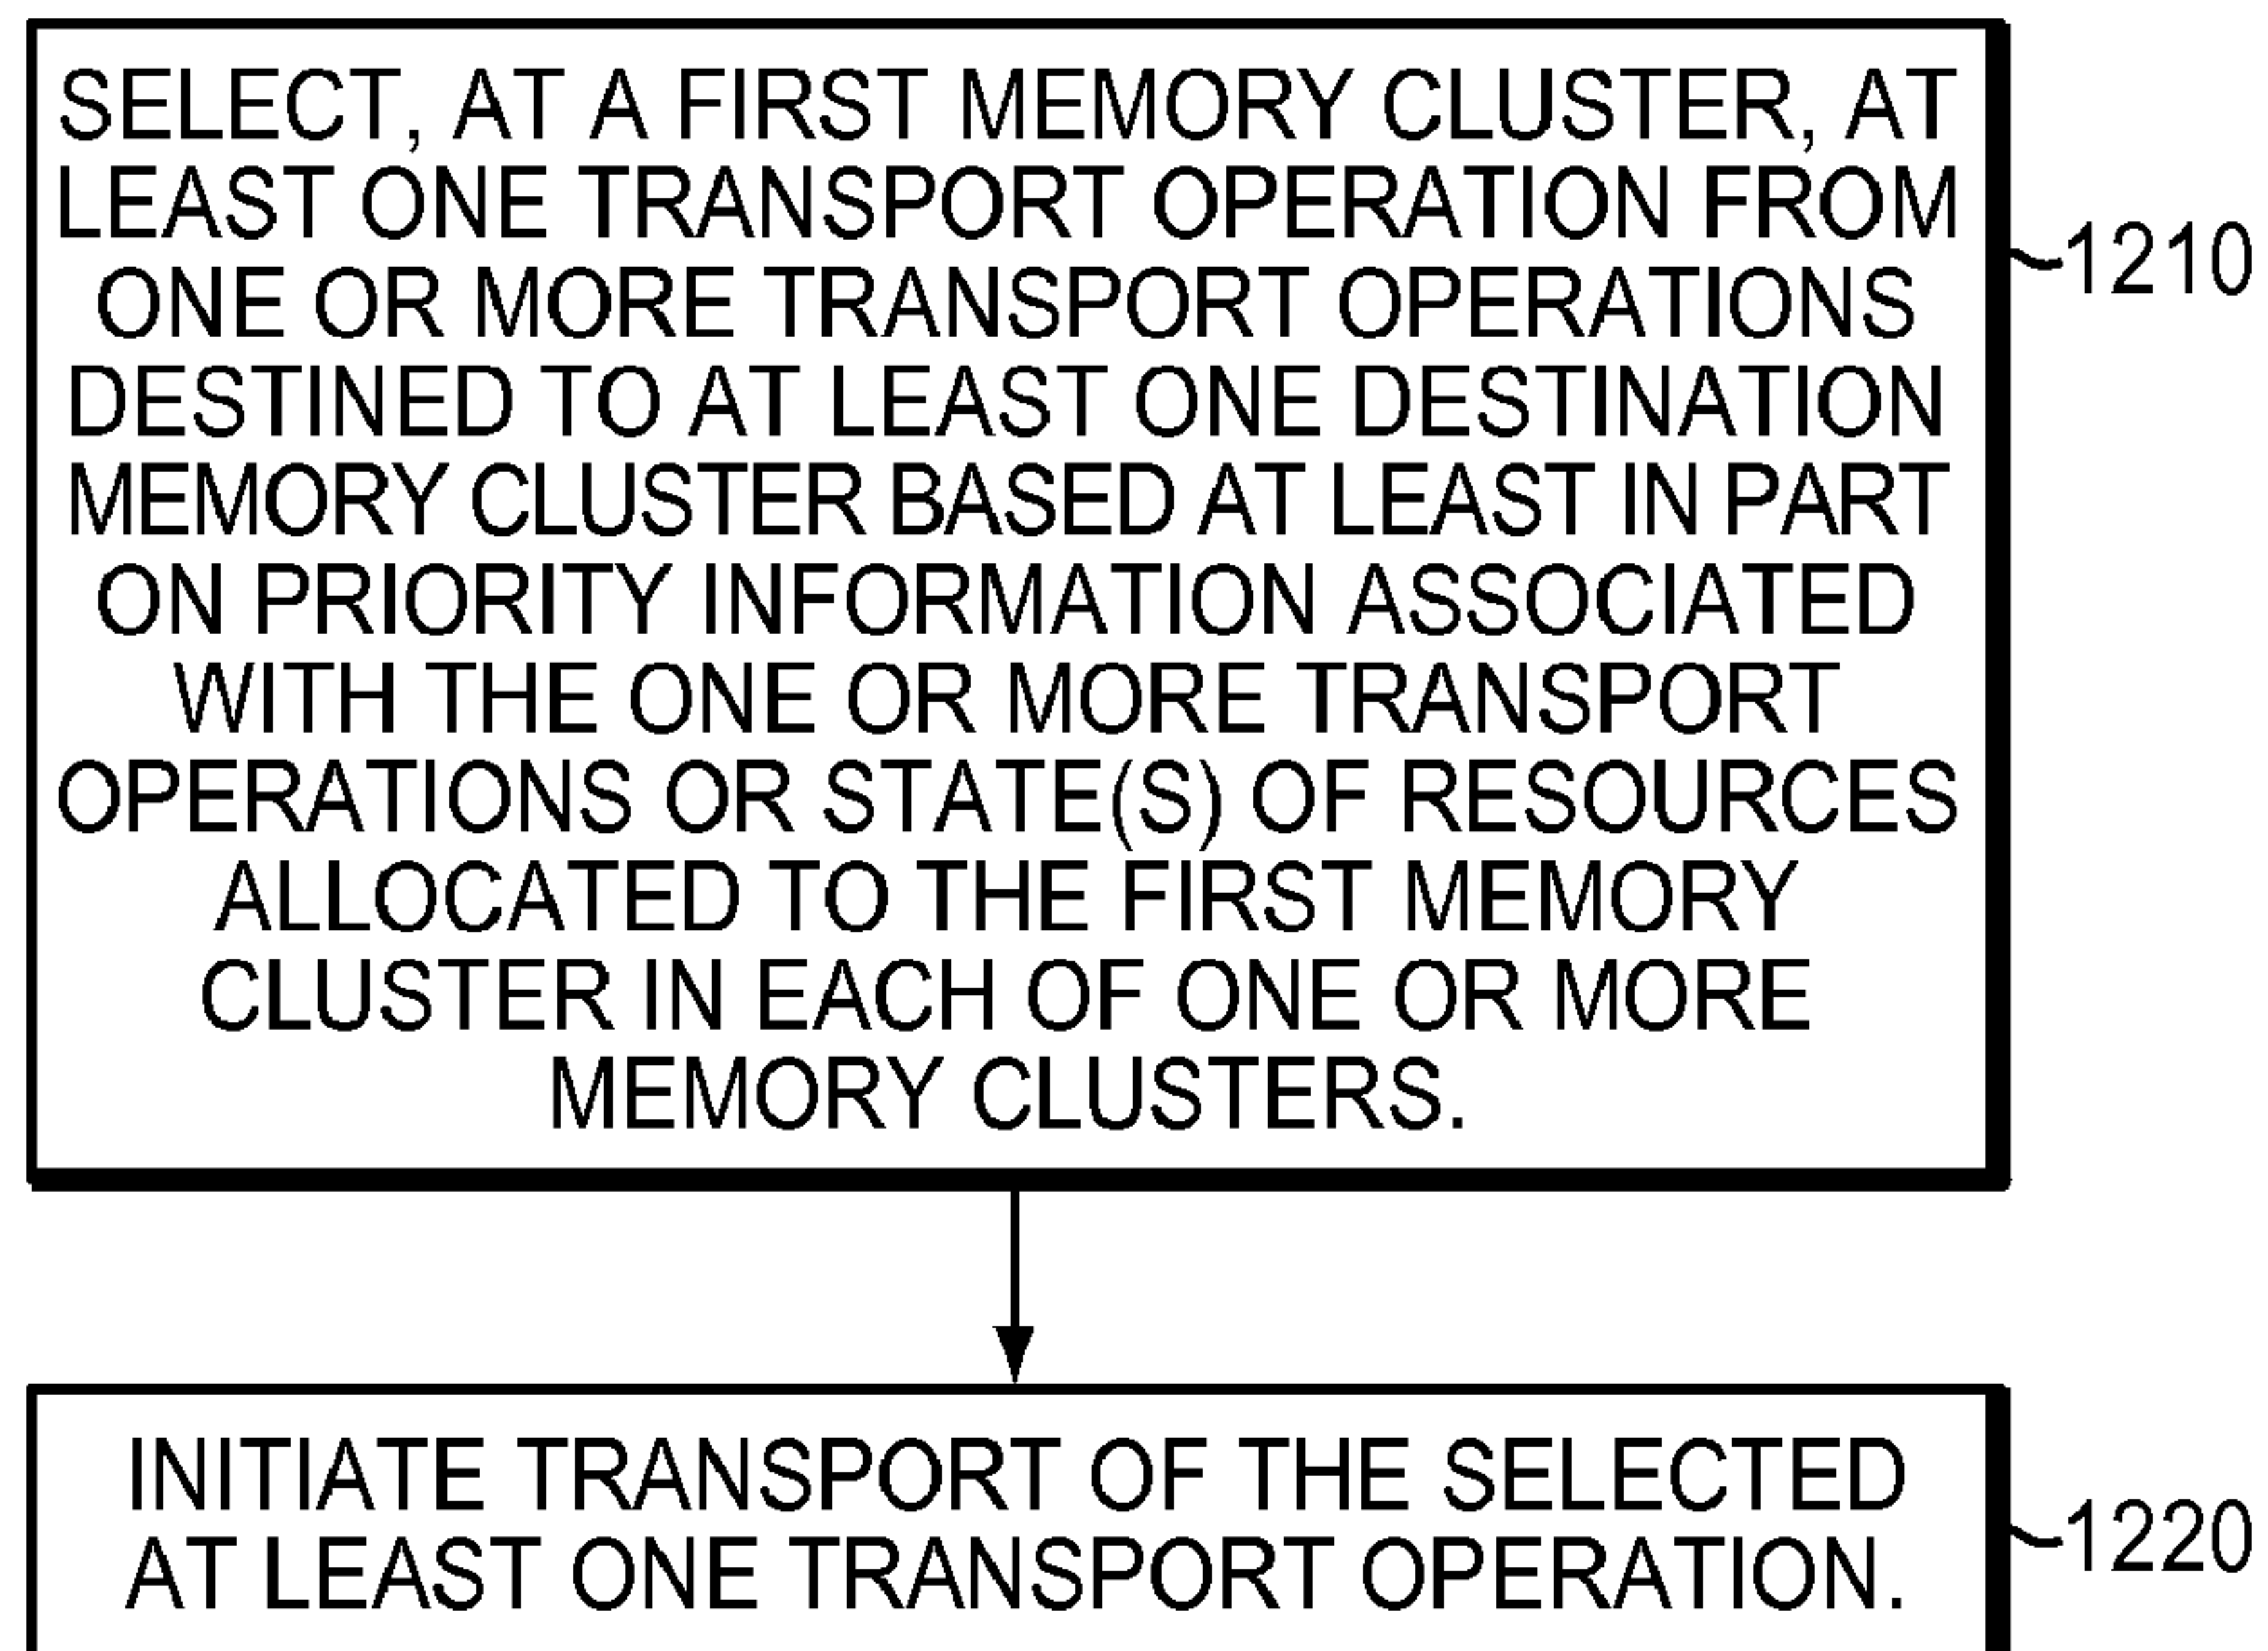 SELECT, AT A FIRST MEMORY CLUSTER, AT
LEAST ONE TRANSPORT OPERATION FROM
ONE OR MORE TRANSPORT OPERATIONS
DESTINED TO AT LEAST ONE DESTINATION
MEMORY CLUSTER BASED AT LEAST IN PART
ON PRIORITY INFORMATION ASSOCIATED
WITH THE ONE OR MORE TRANSPORT
OPERATIONS OR STATE(S) OF RESOURCES
ALLOCATED TO THE FIRST MEMORY
CLUSTER IN EACH OF ONE OR MORE
MEMORY CLUSTERS.
1210
INITIATE TRANSPORT OF THE SELECTED
AT LEAST ONE TRANSPORT OPERATION.
1220